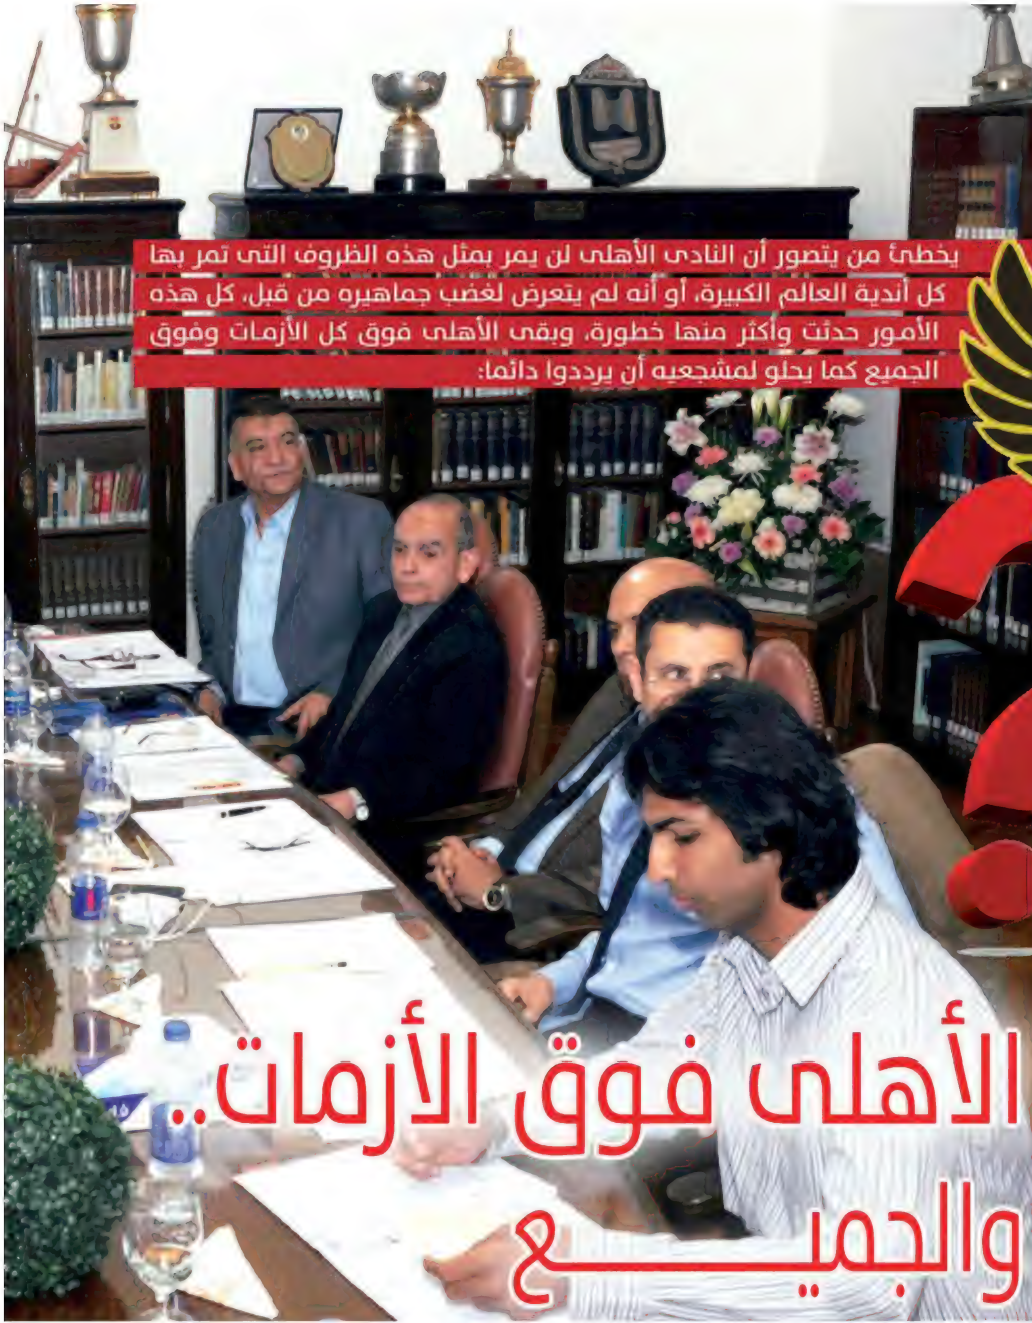 يخطئ من يتصور أن النادى الأهلى لن يمر بمثل هذه الظروف التى تمر بها
كل أندية العالم الكبيرة، أو أنه لم يتعرض لغضب جماهيره من قبل، كل هذه
الأمور حدثت وأكثر منها خطورة، وبقى الأهلى فوق كل الأزمات وفوق
الجميع كما يحلو لمشجعيه أن يرددوا دائما:
الأهلى فوق الأزمات..
والجميــــــع